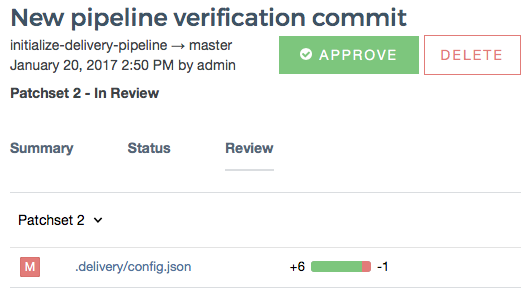 New pipeline verification commit
initialize-delivery-pipeline → master
January 20, 2017 2:50 PM by admin
APPROVE
DELETE
Patchset 2 - In Review
Summary Status Review
Patchset 2
M .delivery/config.json +6 -1